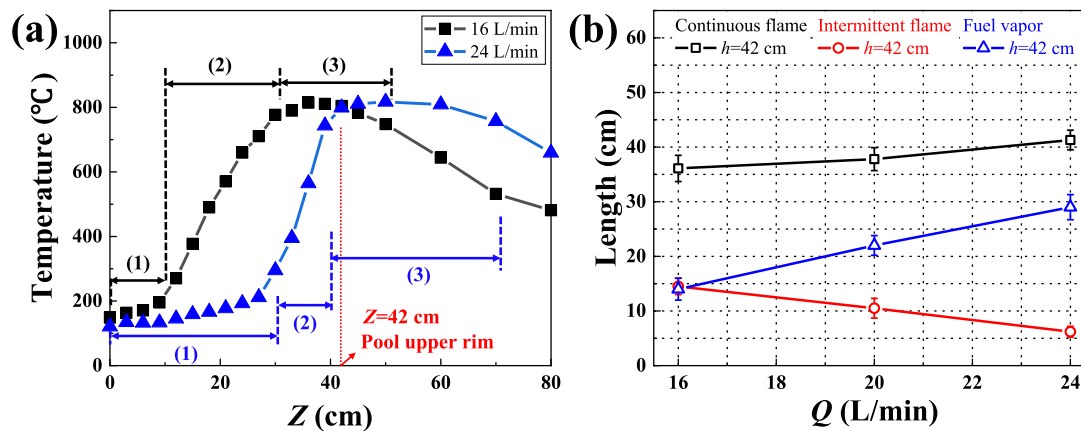 (a)
16 L/min
24 L/min
(2)
(3)
(1)
(3)
(2)
(1)
Z=42 cm
Pool upper rim
Temperature (℃)
1000
800
600
400
200
0
0
20
40
60
80
Z (cm)
(b)
Continuous flame
Intermittent flame
Fuel vapor
h=42 cm
h=42 cm
h=42 cm
Length (cm)
60
50
40
30
20
10
0
16
18
20
22
24
Q (L/min)